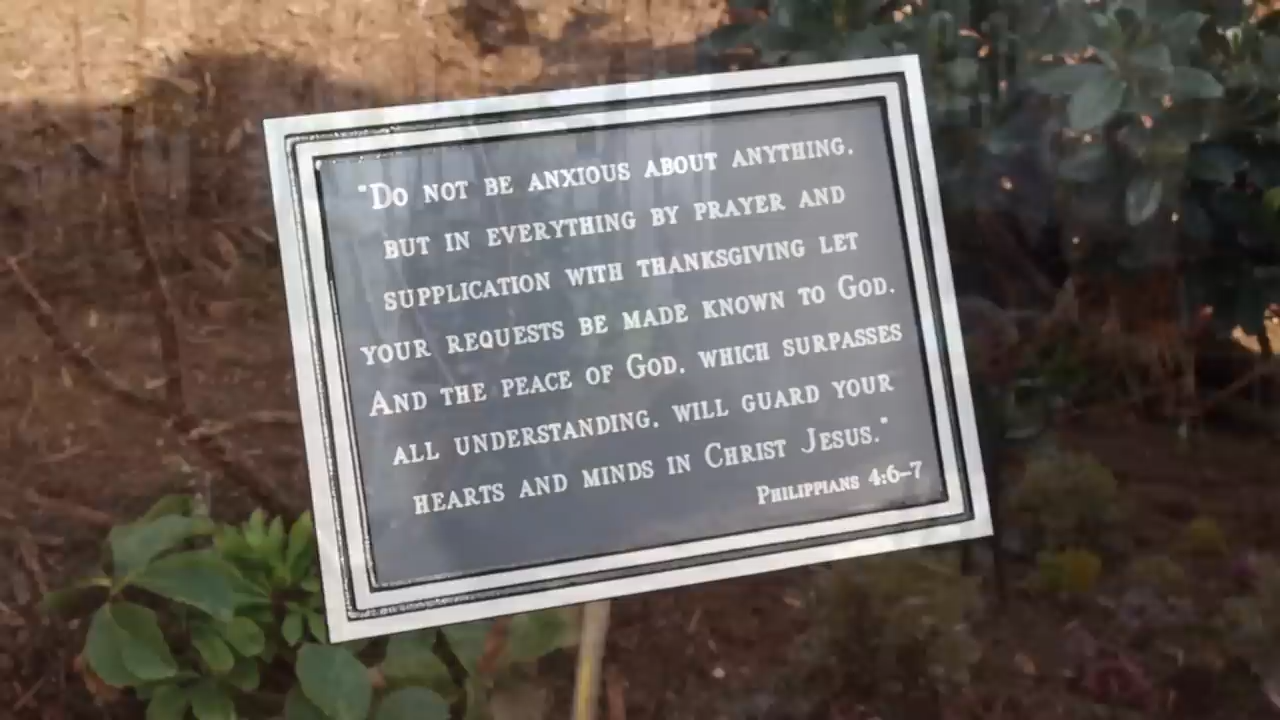 "Do not be anxious about anything,
but in everything by prayer and
supplication with thanksgiving let
your requests be made known to God.
And the peace of God, which surpasses
all understanding, will guard your
hearts and minds in Christ Jesus."
Philippians 4:6-7